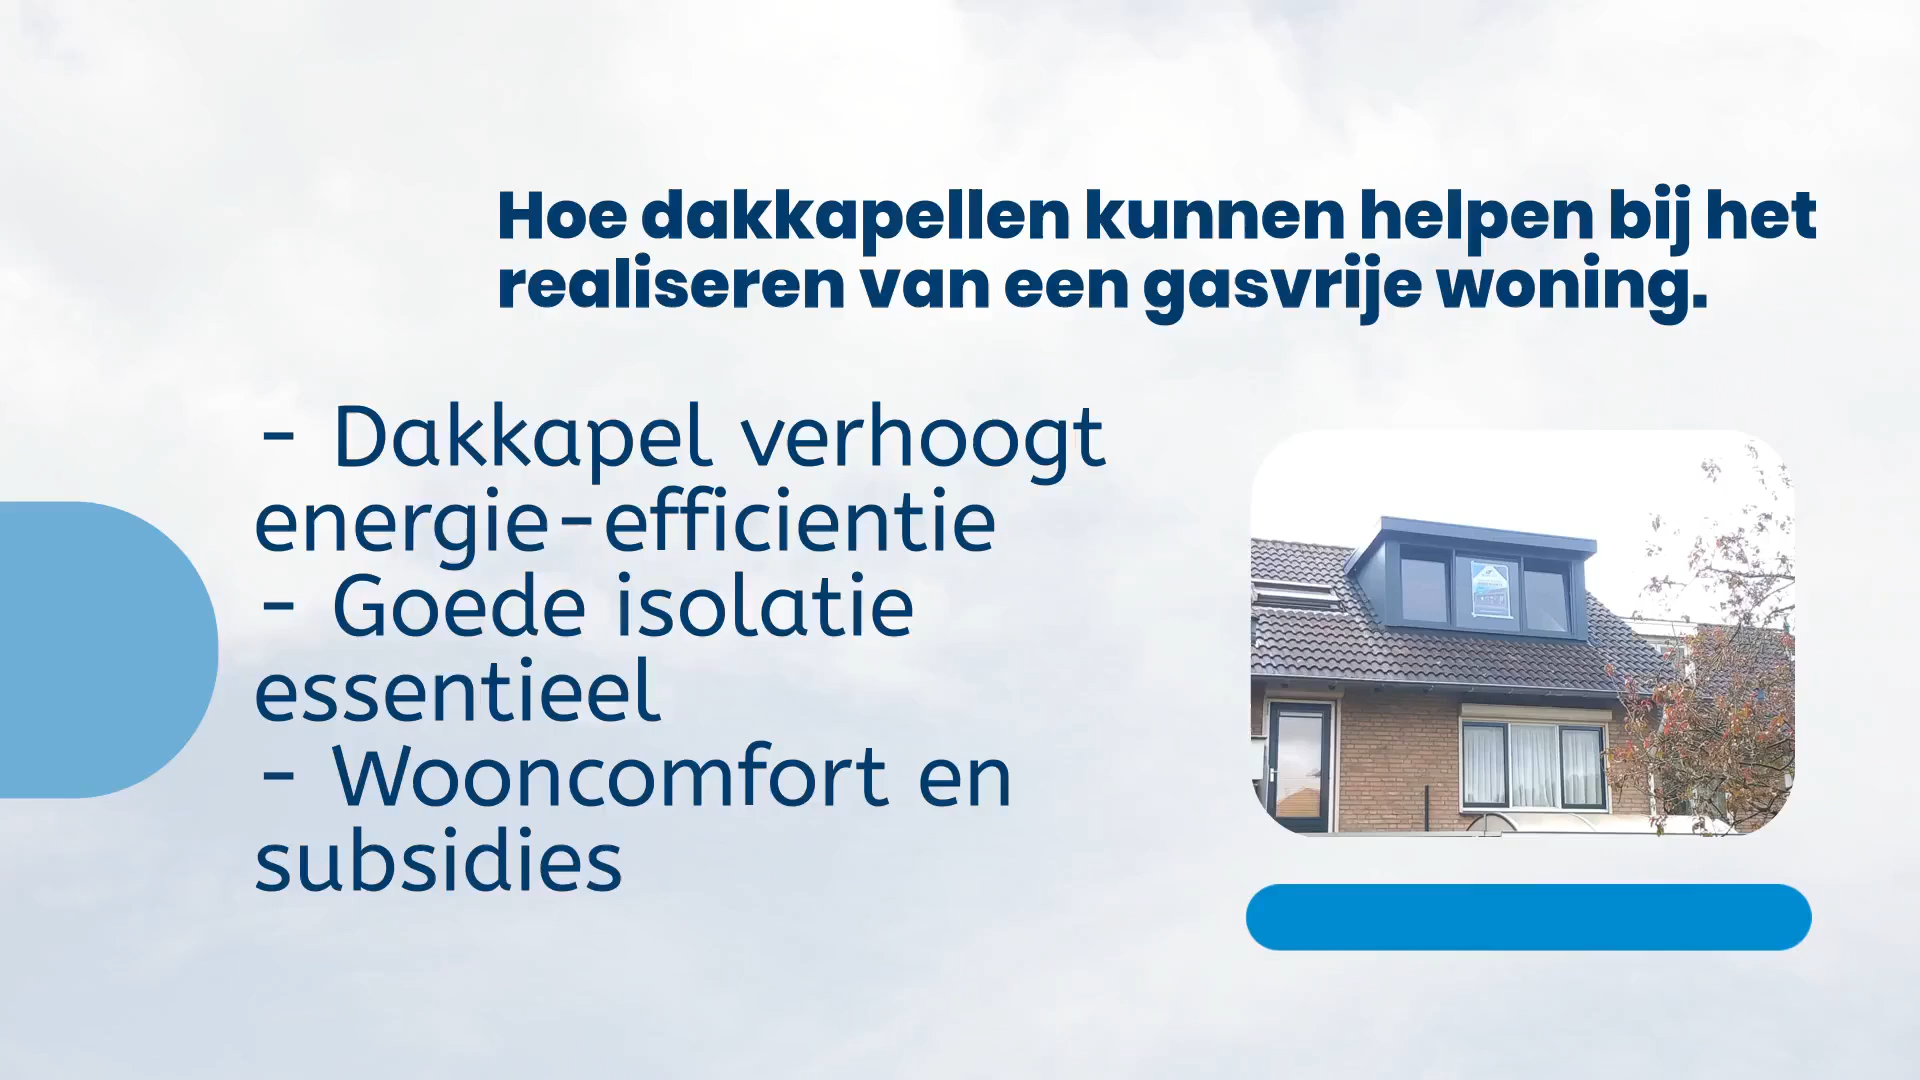 Hoe dakkapellen kunnen helpen bij het
realiseren van een gasvrije woning.
- Dakkapel verhoogt
energie-efficientie
- Goede isolatie
essentieel
- Wooncomfort en
subsidies